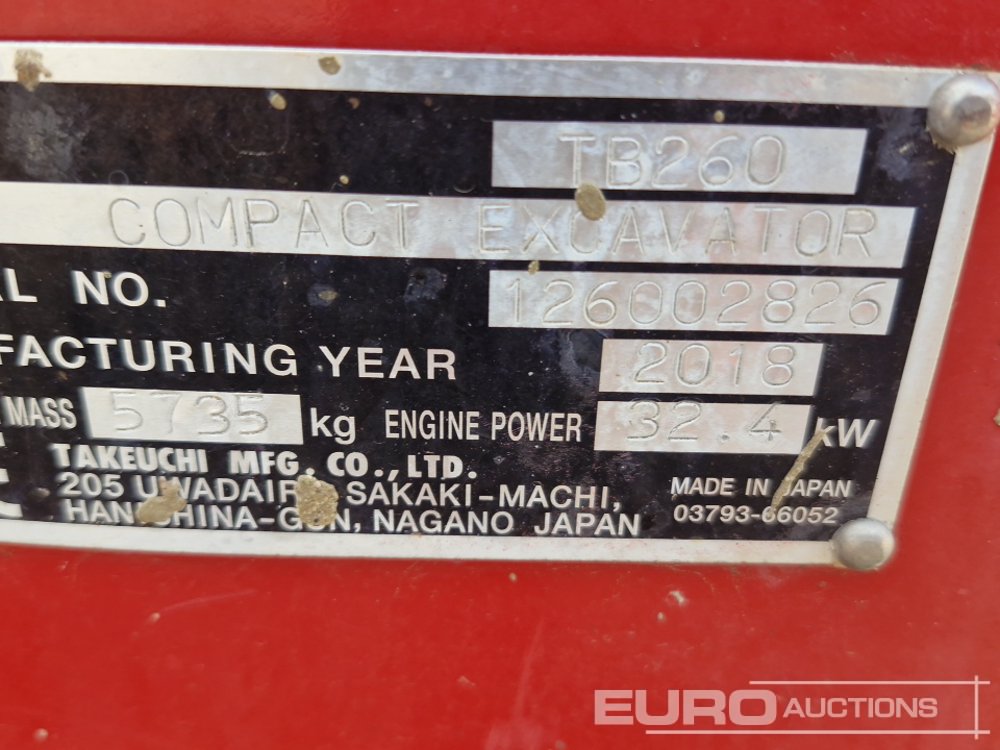 TB260
COMPACT EXCAVATOR
AL NO. 126002826
FACTURING YEAR 2018
MASS 5735 kg ENGINE POWER 32.4 kW
TAKEUCHI MFG. CO., LTD.
205 SAKAKI-MACHI,
NAGANO JAPAN
MADE IN JAPAN
03793-66052
EURO AUCTIONS